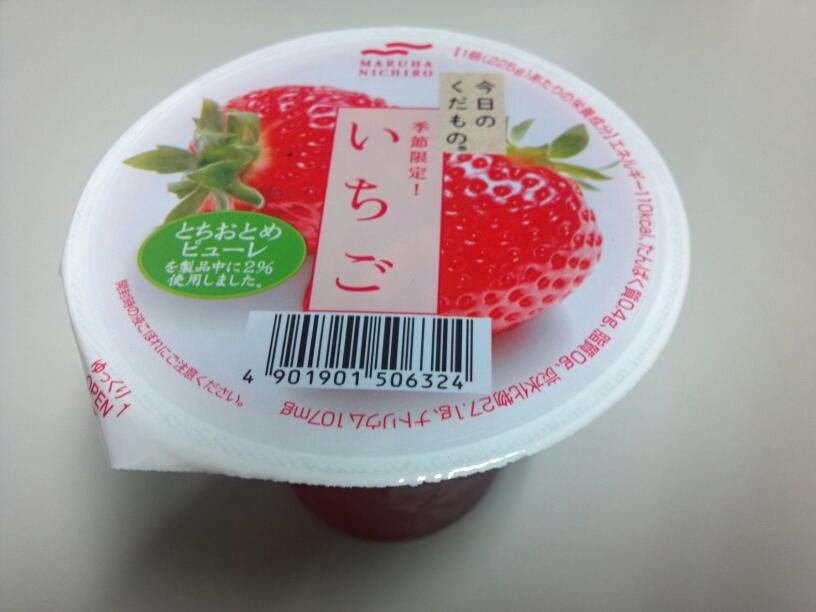 MARUHA
NICHIRO
今日の
くだもの®
季節限定!
いちご
とちおとめ
ピューレ
を製品中に2%
使用しました。
【1個(225g)あたりの栄養成分】エネルギー110kcal、たんぱく質0.4g、脂質0g、炭水化物27.1g、ナトリウム107mg
開封時の液こぼれにご注意ください。
ゆっくり
OPEN
4 901901 506324